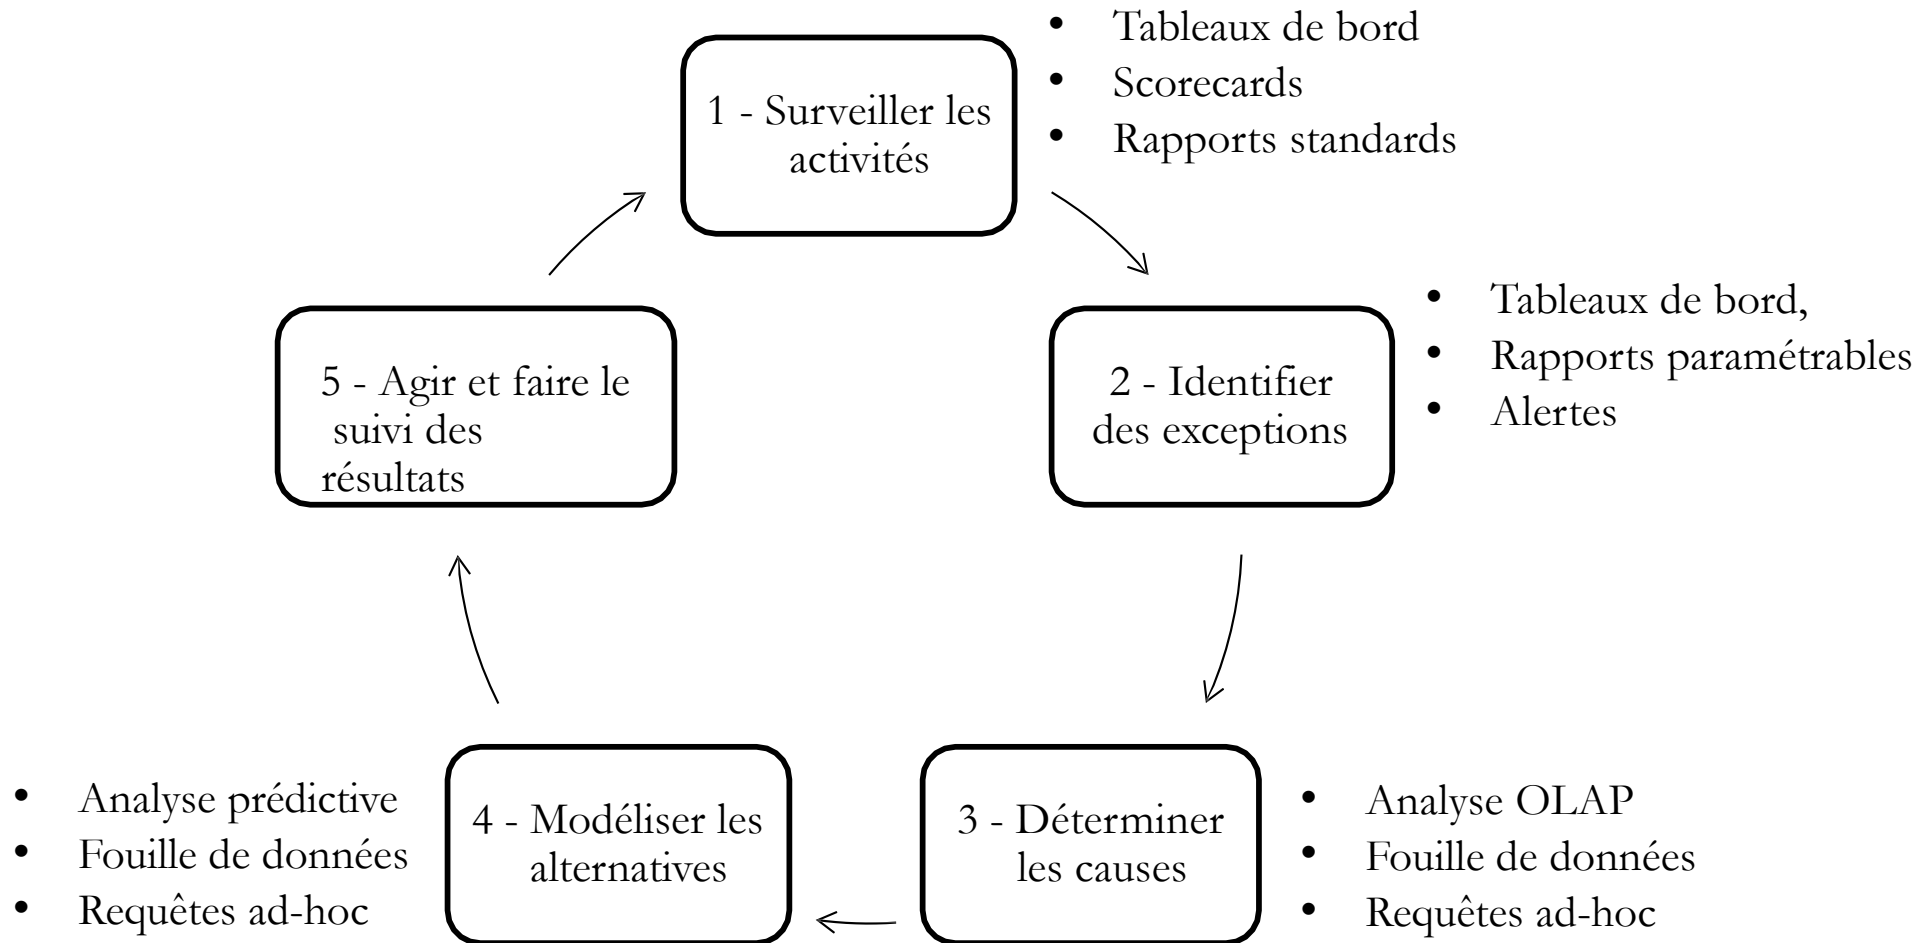 1 - Surveiller les
activités
• Tableaux de bord
• Scorecards
• Rapports standards
2 - Identifier
des exceptions
• Tableaux de bord,
• Rapports paramétrables
• Alertes
3 - Déterminer
les causes
• Analyse OLAP
• Fouille de données
• Requêtes ad-hoc
4 - Modéliser les
alternatives
• Analyse prédictive
• Fouille de données
• Requêtes ad-hoc
5 - Agir et faire le
suivi des
résultats